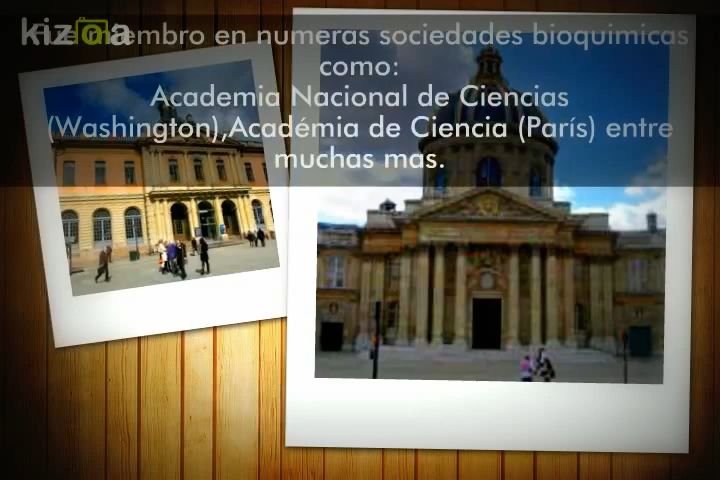 kizoa
Fue miembro en numeras sociedades bioquimicas
como:
Academia Nacional de Ciencias
(Washington),Académia de Ciencia (París) entre
muchas mas.